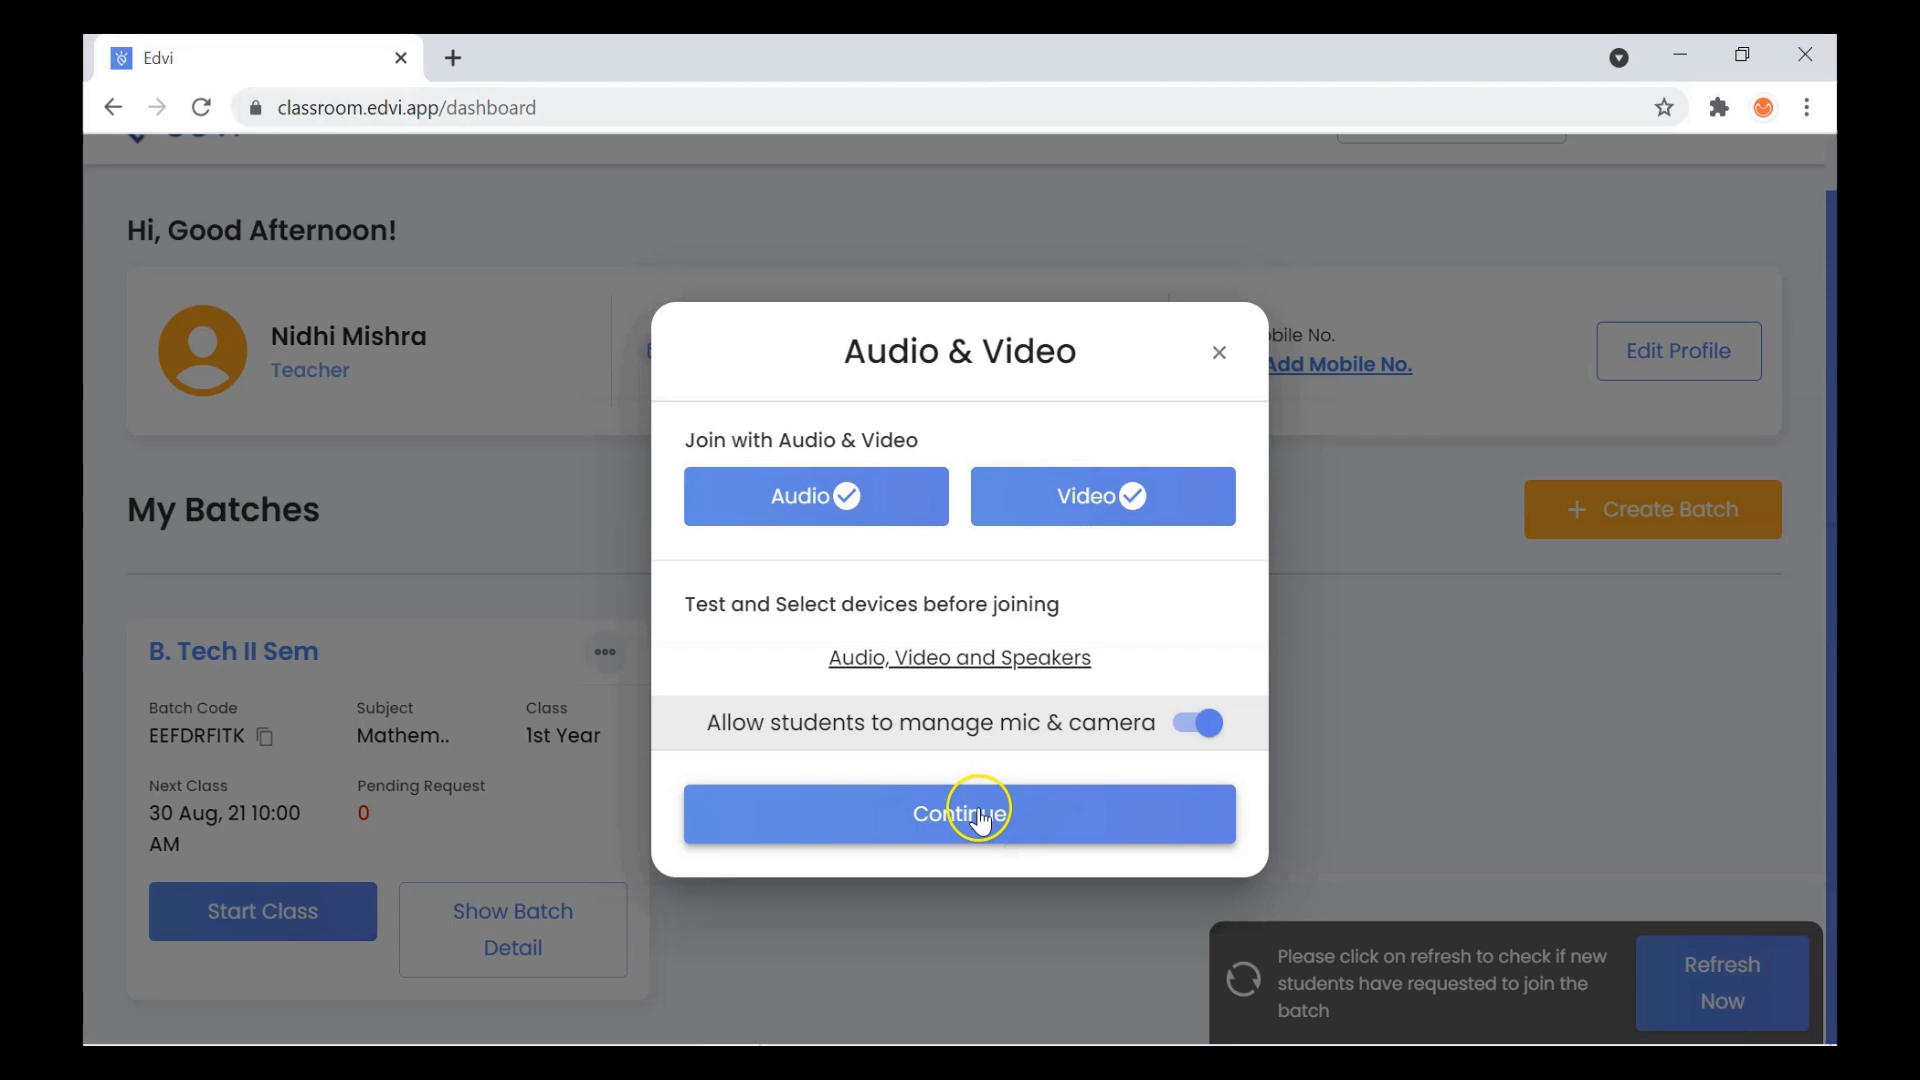 Edvi
classroom.edvi.app/dashboard
Hi, Good Afternoon!
Nidhi Mishra
Teacher
Add Mobile No.
Edit Profile
Audio & Video
Join with Audio & Video
Audio
Video
Test and Select devices before joining
Audio, Video and Speakers
Allow students to manage mic & camera
Continue
My Batches
+ Create Batch
B. Tech II Sem
Batch Code
Subject
Class
EEFDRFITK
Mathem..
1st Year
Next Class
Pending Request
30 Aug, 21 10:00
0
AM
Start Class
Show Batch
Detail
Please click on refresh to check if new
students have requested to join the
batch
Refresh
Now